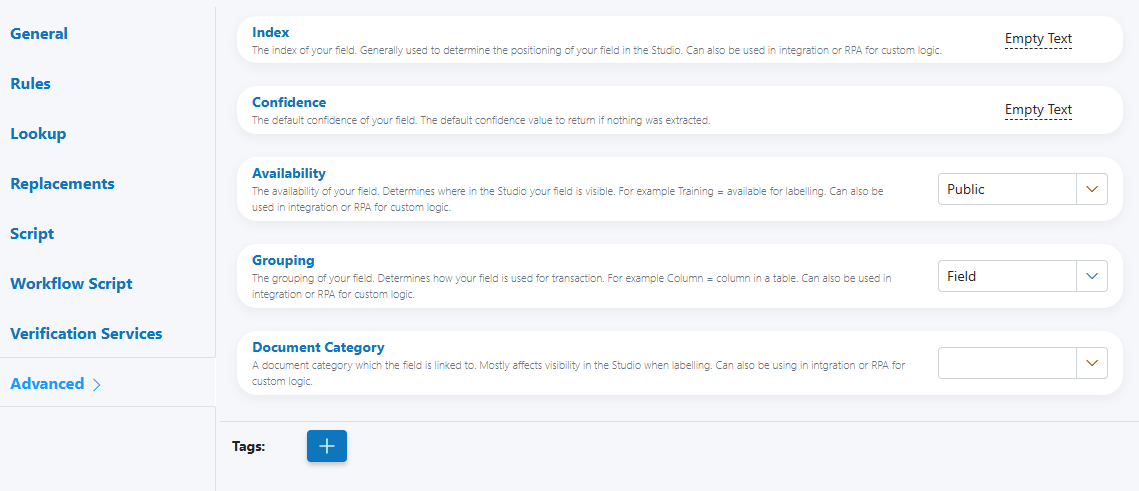 General
Rules
Lookup
Replacements
Script
Workflow Script
Verification Services
Advanced
Index
The index of your field. Generally used to determine the positioning of your field in the Studio. Can also be used in integration or RPA for custom logic.
Empty Text
Confidence
The default confidence of your field. The default confidence value to return if nothing was extracted.
Empty Text
Availability
The availability of your field. Determines where in the Studio your field is visible. For example Training = available for labelling. Can also be
used in integration or RPA for custom logic.
Public
Grouping
The grouping of your field. Determines how your field is used for transaction. For example Column = column in a table. Can also be used in
integration or RPA for custom logic.
Field
Document Category
A document category which the field is linked to. Mostly affects visibility in the Studio when labelling. Can also be using in intgration or RPA for
custom logic.
Tags: